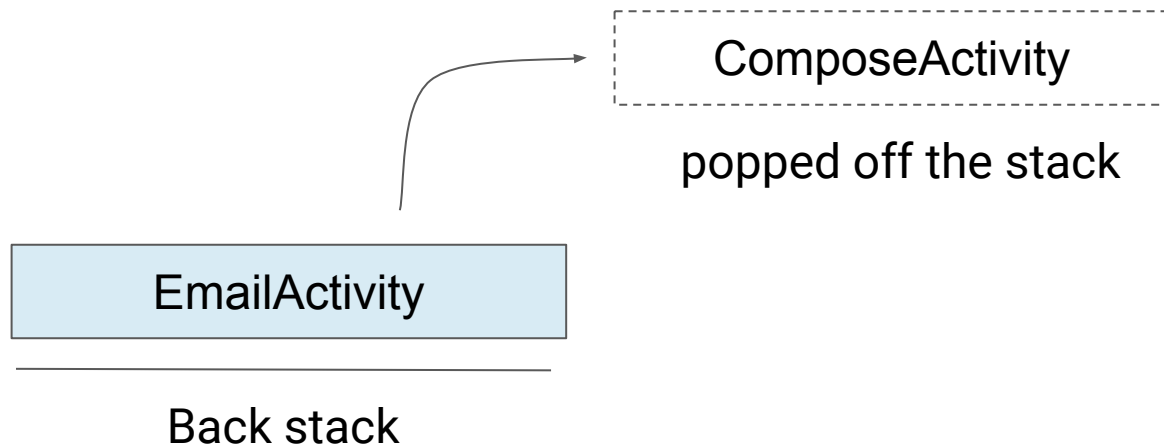 ComposeActivity
popped off the stack
EmailActivity
Back stack